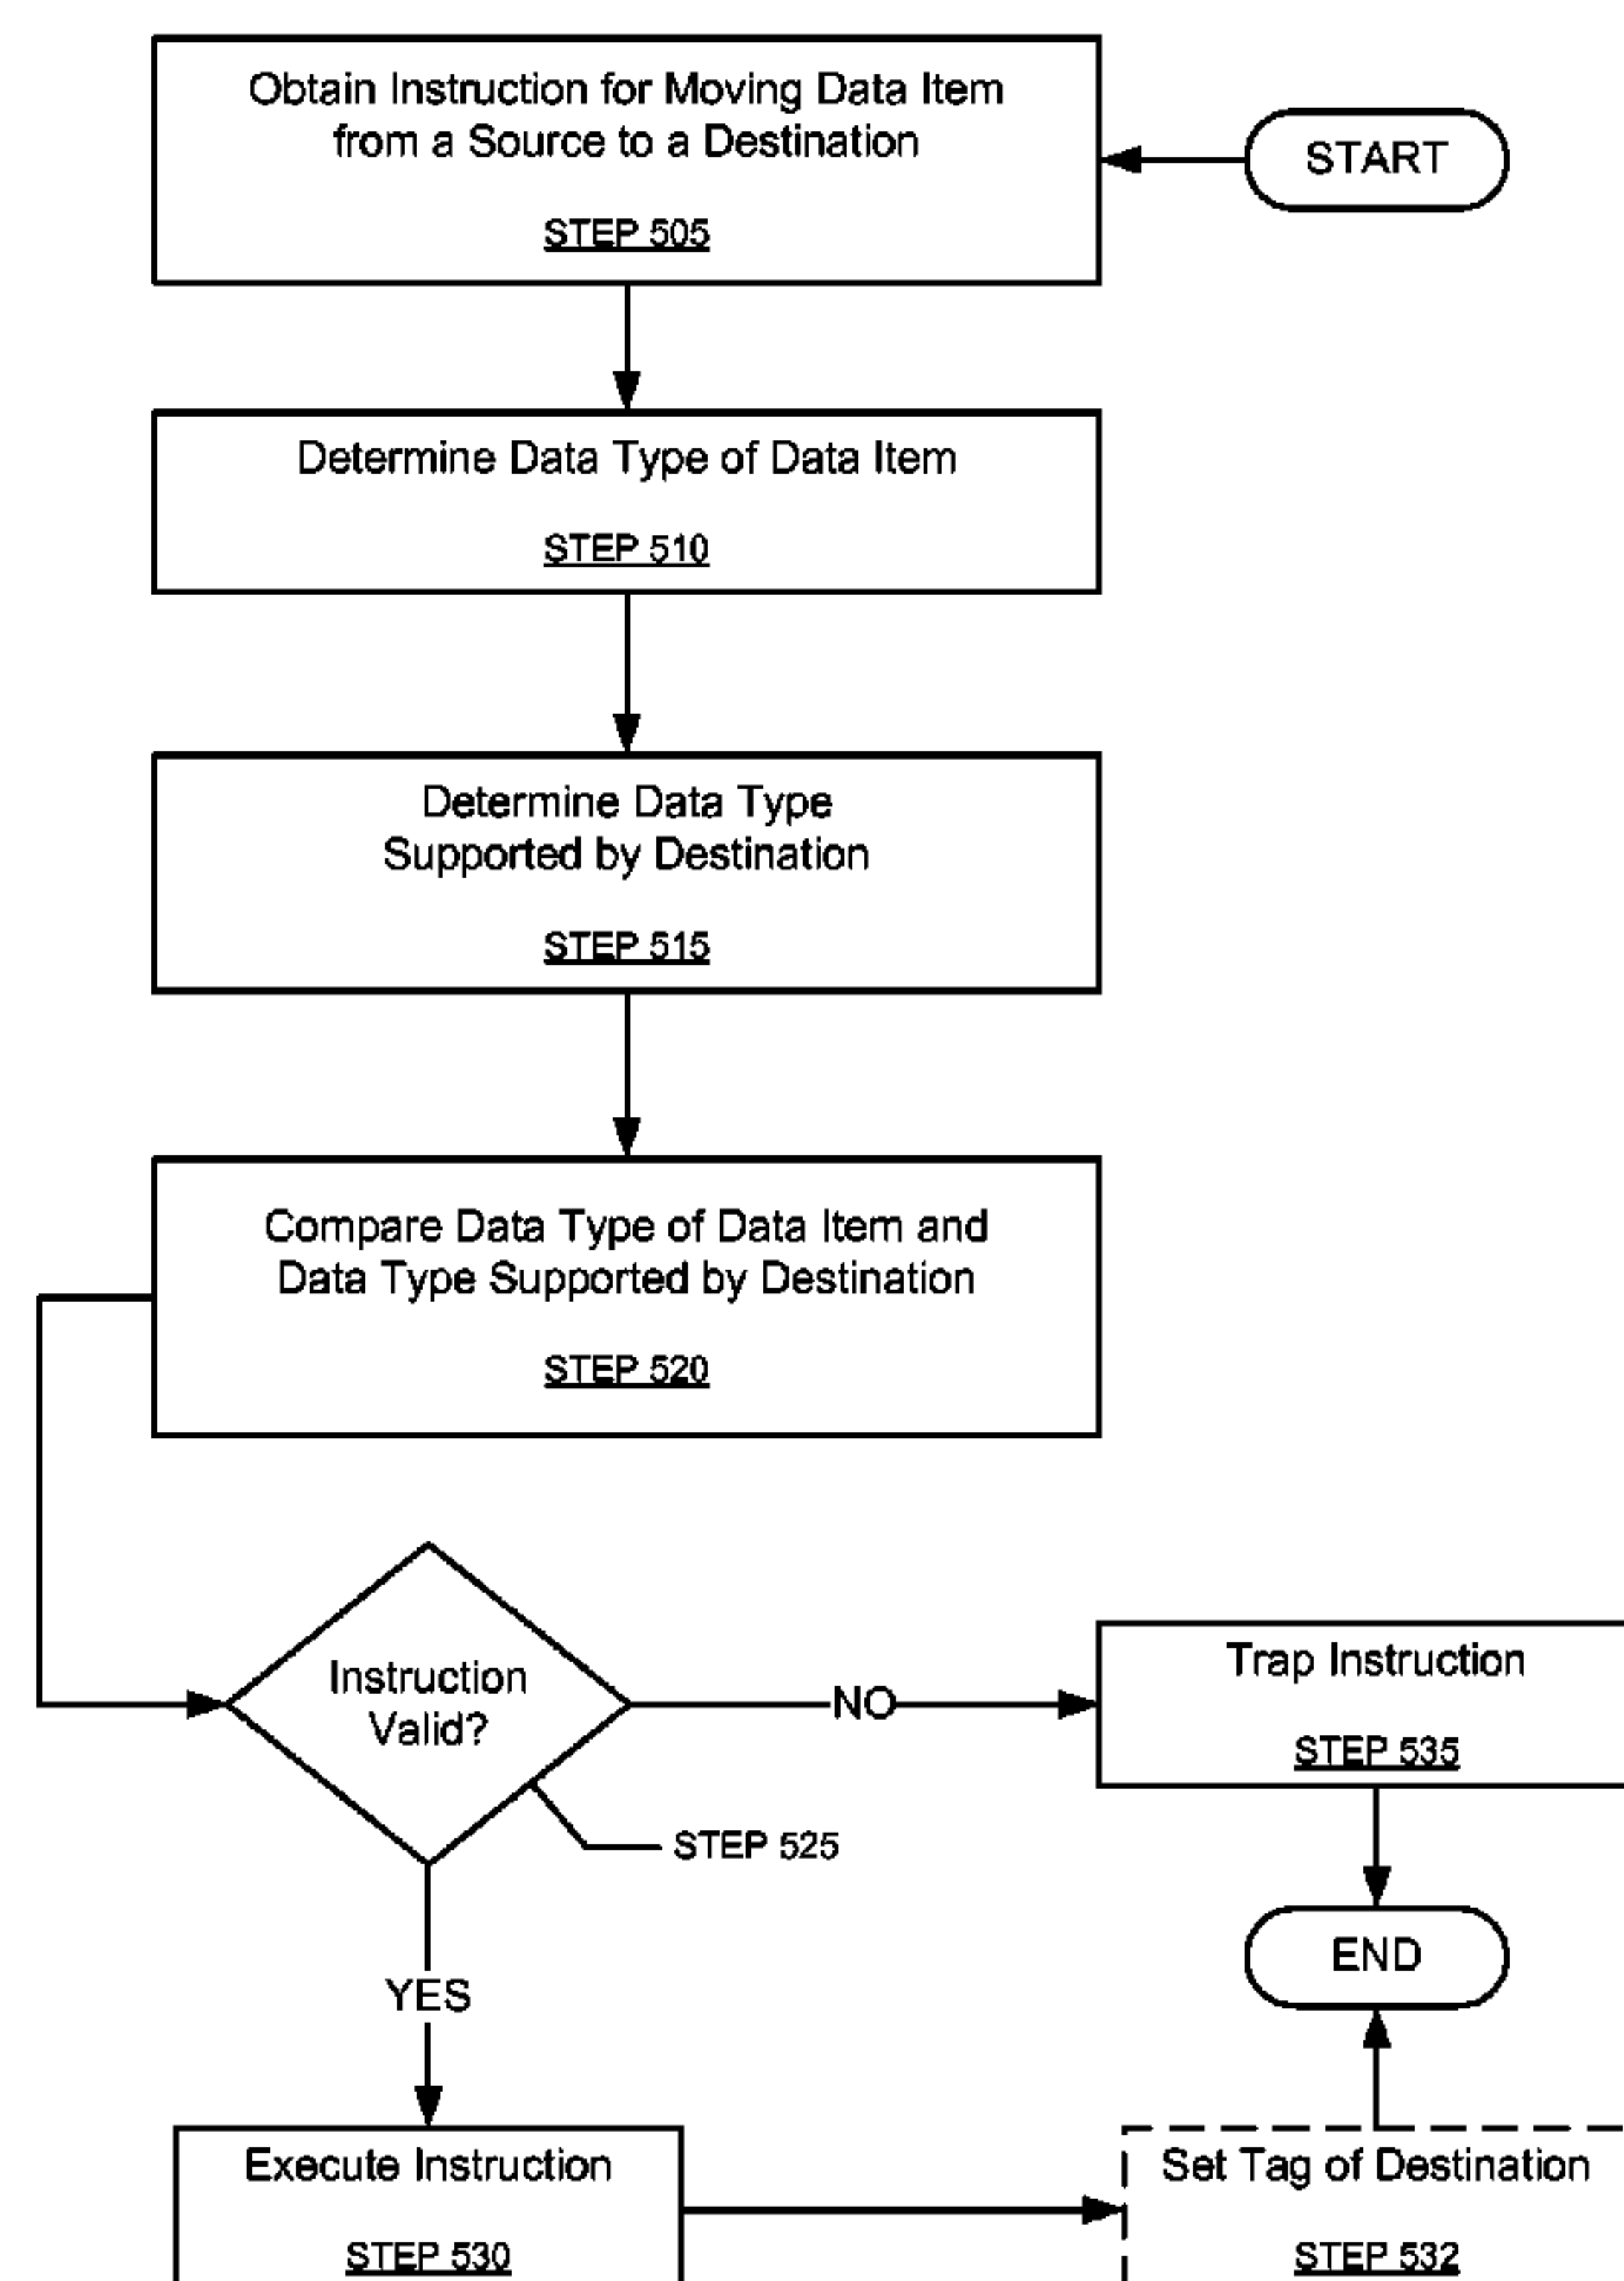 Obtain Instruction for Moving Data Item
from a Source to a Destination
STEP 505
START
Determine Data Type of Data Item
STEP 510
Determine Data Type
Supported by Destination
STEP 515
Compare Data Type of Data Item and
Data Type Supported by Destination
STEP 520
Instruction
Valid?
NO
Trap Instruction
STEP 535
STEP 525
END
YES
Execute Instruction
STEP 530
Set Tag of Destination
STEP 532